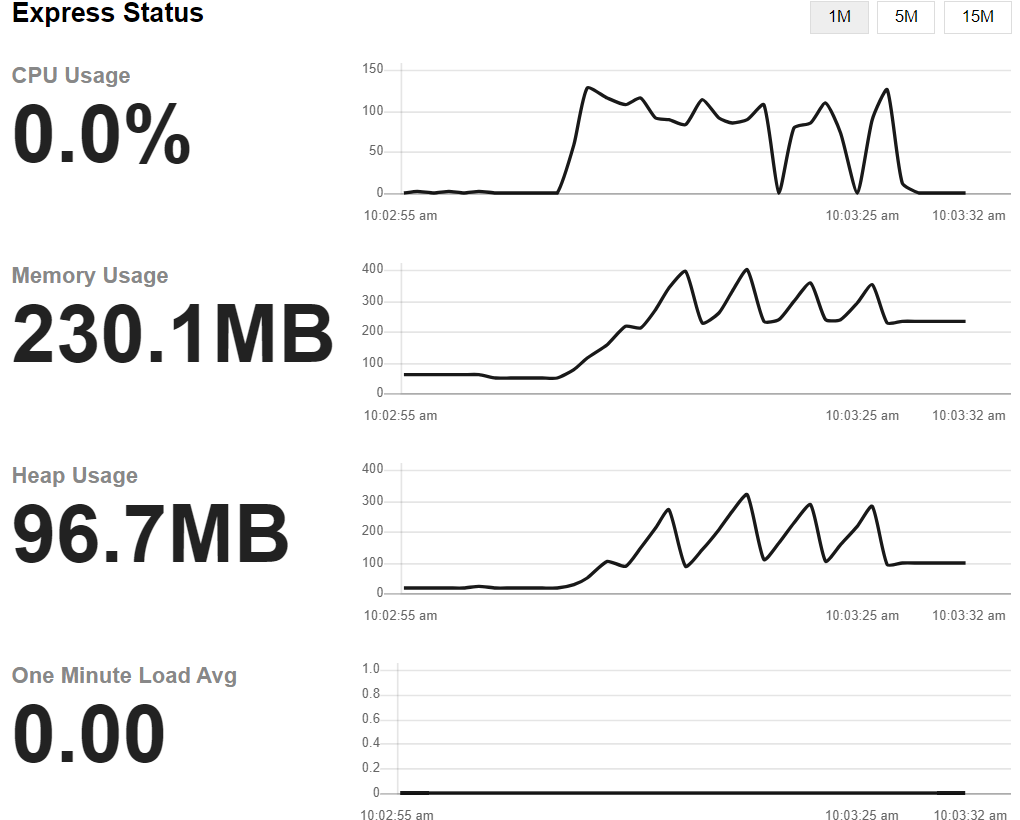 Express Status
1M 5M 15M
CPU Usage
0.0%
150
100
50
0
10:02:55 am 10:03:25 am 10:03:32 am
Memory Usage
230.1MB
400
300
200
100
0
10:02:55 am 10:03:25 am 10:03:32 am
Heap Usage
96.7MB
400
300
200
100
0
10:02:55 am 10:03:25 am 10:03:32 am
One Minute Load Avg
0.00
1.0
0.8
0.6
0.4
0.2
0
10:02:55 am 10:03:25 am 10:03:32 am